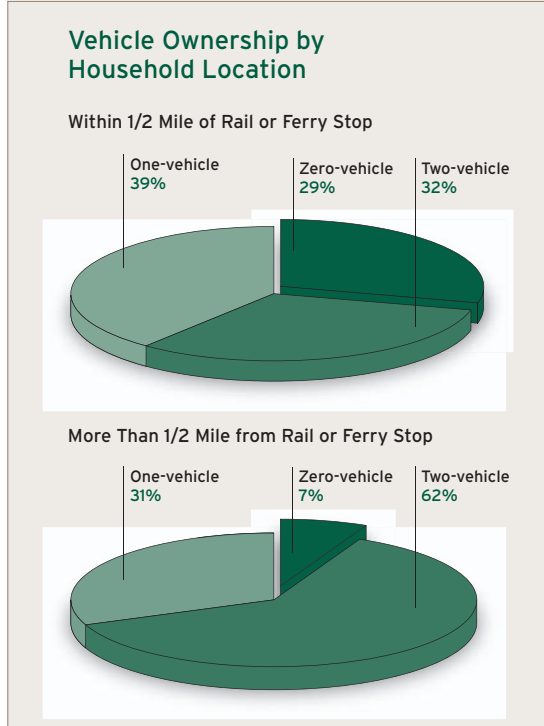 Vehicle Ownership by
Household Location
Within 1/2 Mile of Rail or Ferry Stop
One-vehicle
39%
Zero-vehicle
29%
Two-vehicle
32%
More Than 1/2 Mile from Rail or Ferry Stop
One-vehicle
31%
Zero-vehicle
7%
Two-vehicle
62%